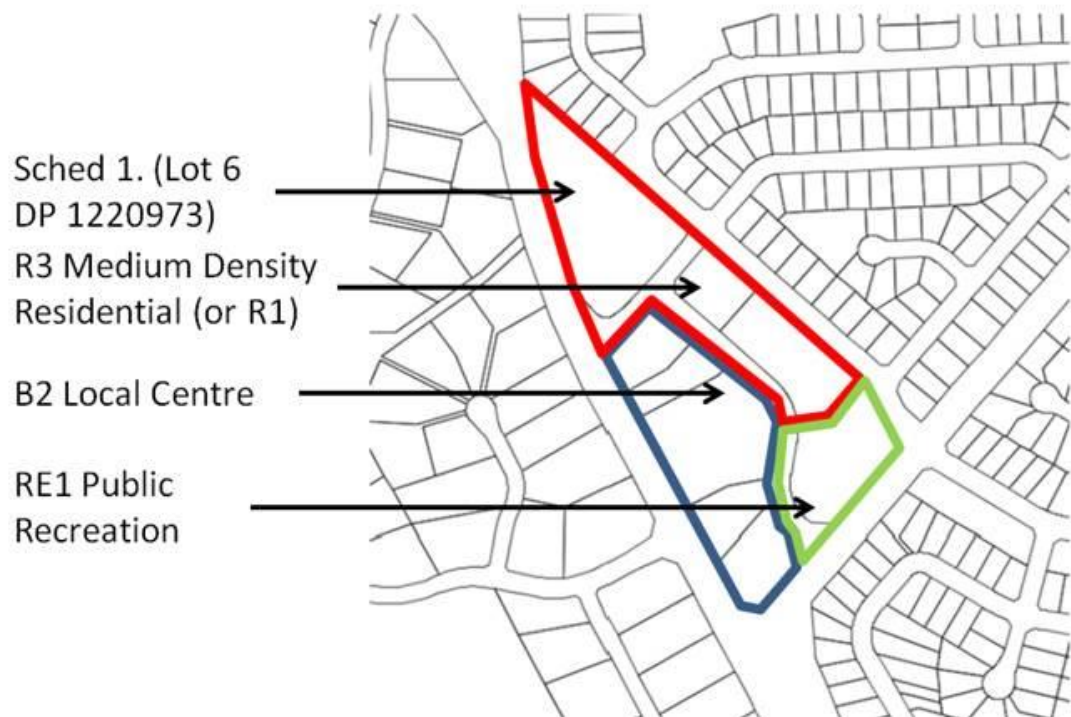 Sched 1. (Lot 6
DP 1220973)
R3 Medium Density
Residential (or R1)
B2 Local Centre
RE1 Public
Recreation